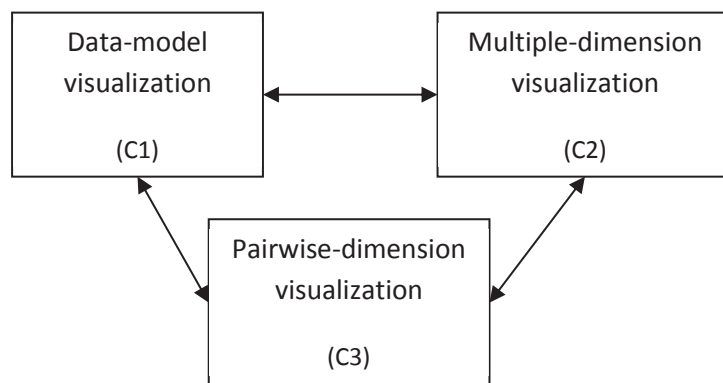 Data-model
visualization
(C1)
Multiple-dimension
visualization
(C2)
Pairwise-dimension
visualization
(C3)